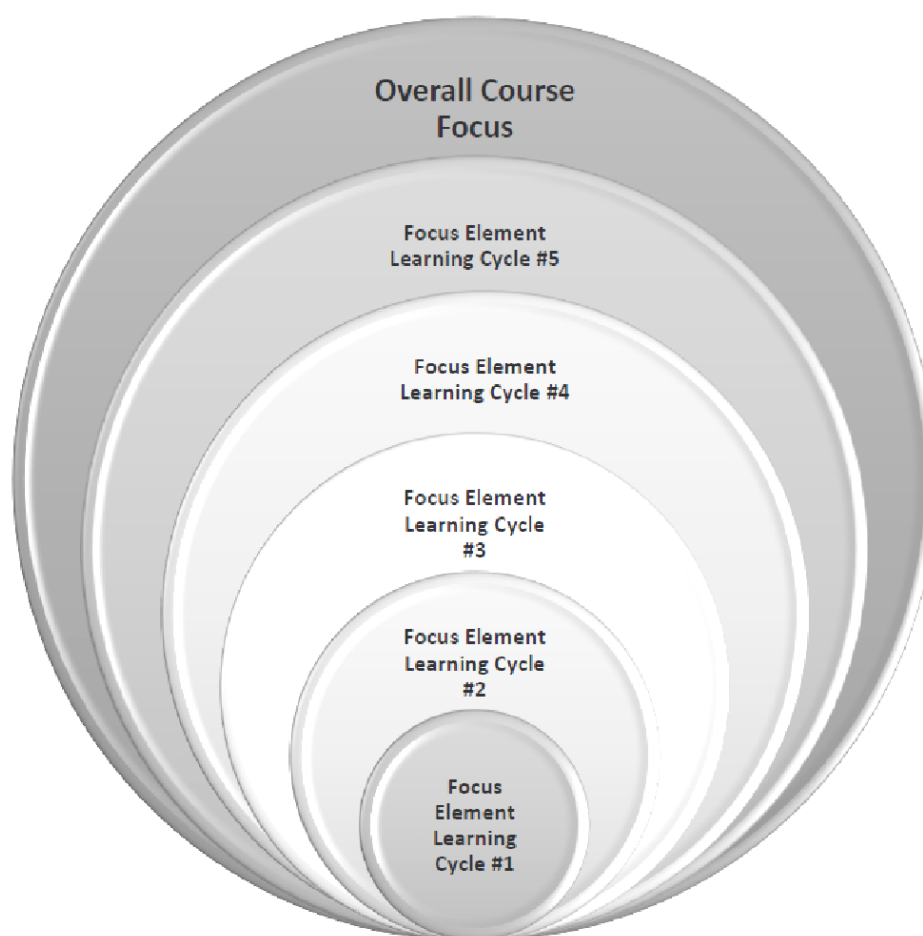 Overall Course
Focus
Focus Element
Learning Cycle #5
Focus Element
Learning Cycle #4
Focus Element
Learning Cycle
#3
Focus Element
Learning Cycle
#2
Focus
Element
Learning
Cycle #1